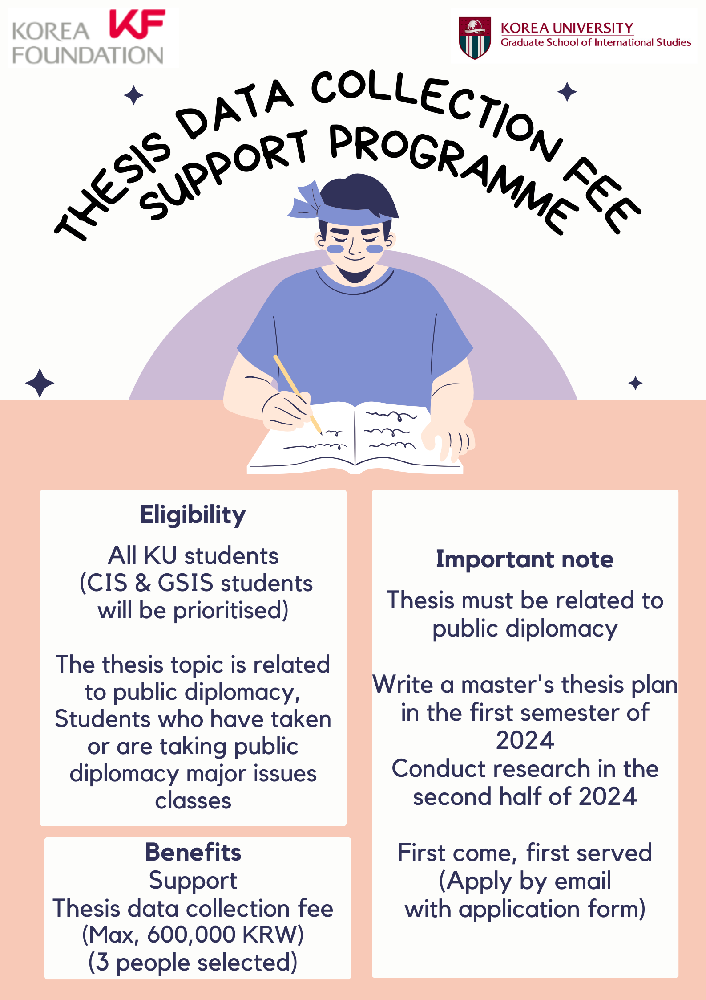 KOREA KF
FOUNDATION
KOREA UNIVERSITY
Graduate School of International Studies
THESIS DATA COLLECTION FEE
SUPPORT PROGRAMME
Eligibility
All KU students
(CIS & GSIS students
will be prioritised)
The thesis topic is related
to public diplomacy,
Students who have taken
or are taking public
diplomacy major issues
classes
Benefits
Support
Thesis data collection fee
(Max, 600,000 KRW)
(3 people selected)
Important note
Thesis must be related to
public diplomacy
Write a master's thesis plan
in the first semester of
2024
Conduct research in the
second half of 2024
First come, first served
(Apply by email
with application form)